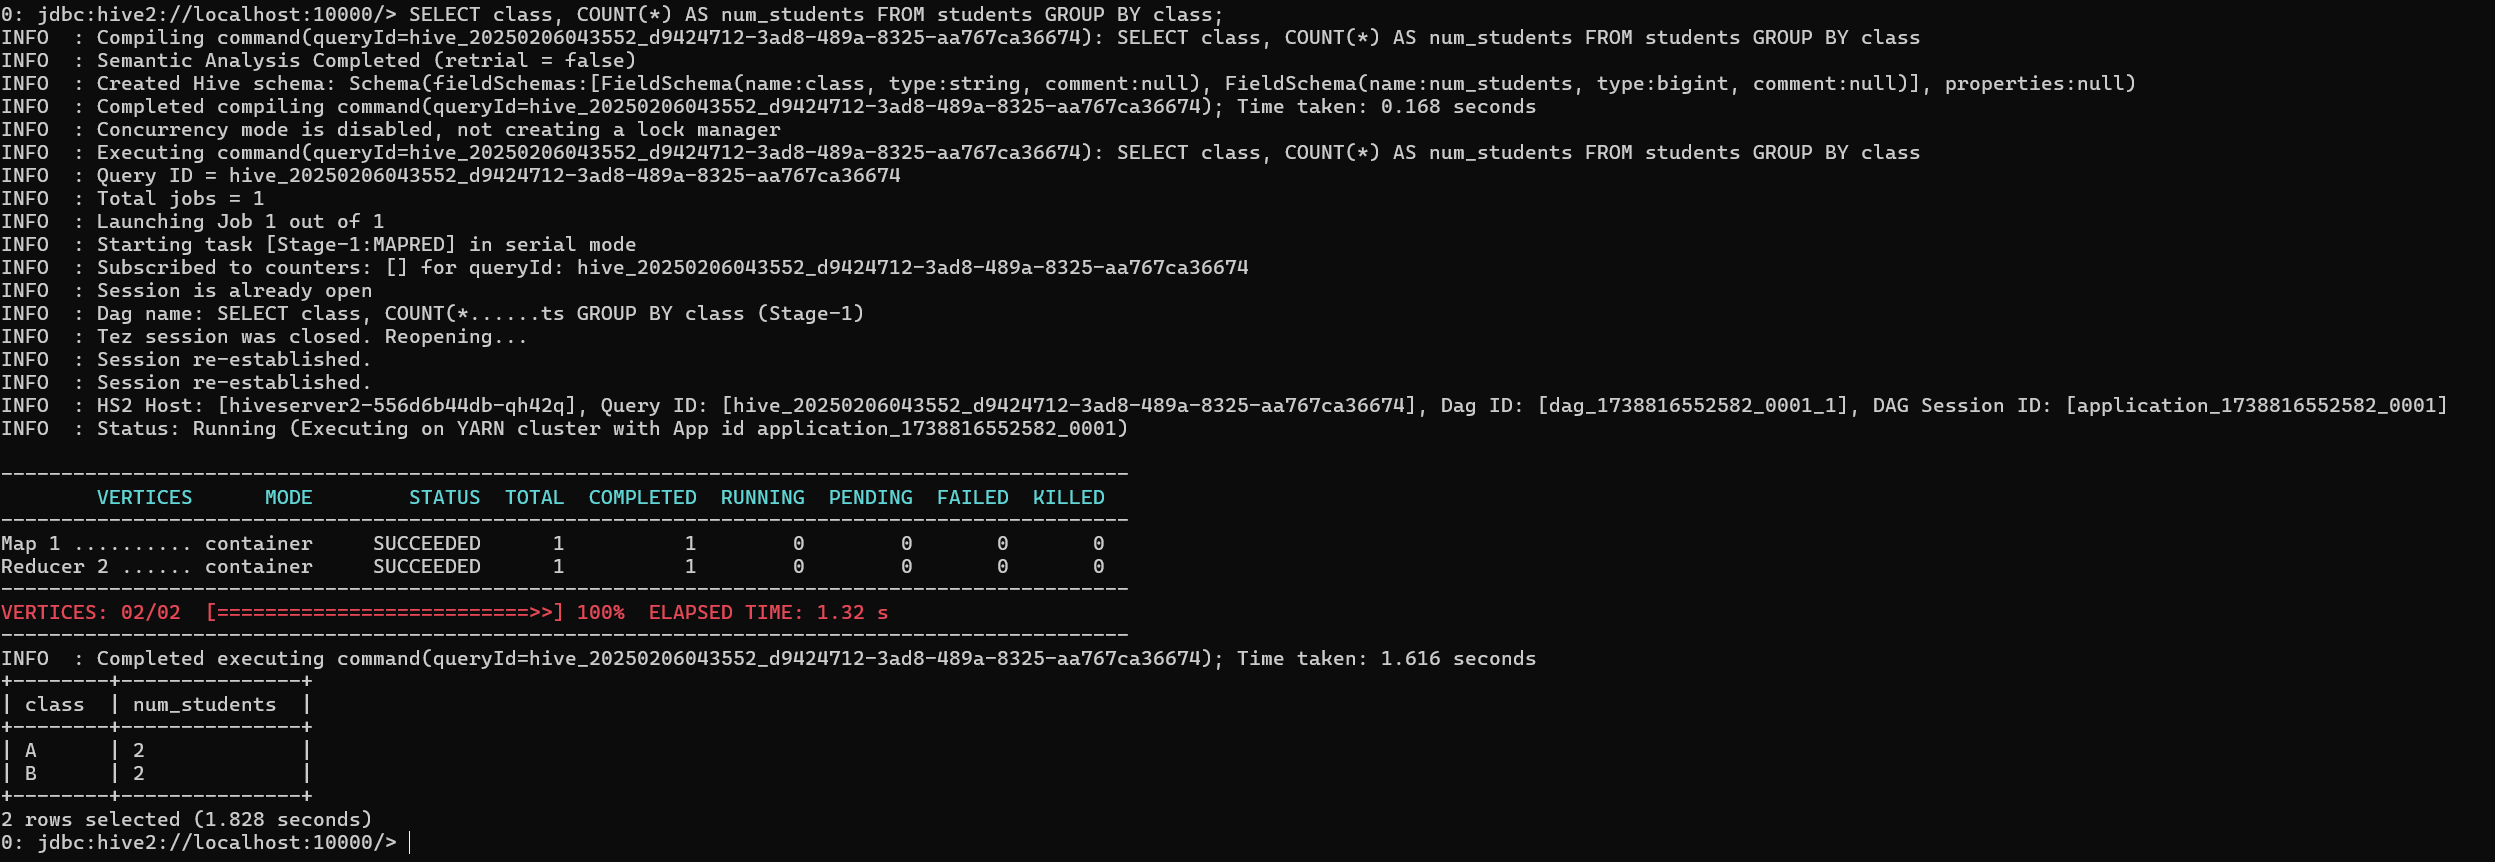 0: jdbc:hive2://localhost:10000/> SELECT class, COUNT(*) AS num_students FROM students GROUP BY class;
INFO  : Compiling command(queryId=hive_20250206043552_d9424712-3ad8-489a-8325-aa767ca36674): SELECT class, COUNT(*) AS num_students FROM students GROUP BY class
INFO  : Semantic Analysis Completed (retrial = false)
INFO  : Created Hive schema: Schema(fieldSchemas:[FieldSchema(name:class, type:string, comment:null), FieldSchema(name:num_students, type:bigint, comment:null)], properties:null)
INFO  : Completed compiling command(queryId=hive_20250206043552_d9424712-3ad8-489a-8325-aa767ca36674); Time taken: 0.168 seconds
INFO  : Concurrency mode is disabled, not creating a lock manager
INFO  : Executing command(queryId=hive_20250206043552_d9424712-3ad8-489a-8325-aa767ca36674): SELECT class, COUNT(*) AS num_students FROM students GROUP BY class
INFO  : Query ID = hive_20250206043552_d9424712-3ad8-489a-8325-aa767ca36674
INFO  : Total jobs = 1
INFO  : Launching Job 1 out of 1
INFO  : Starting task [Stage-1:MAPRED] in serial mode
INFO  : Subscribed to counters: [] for queryId: hive_20250206043552_d9424712-3ad8-489a-8325-aa767ca36674
INFO  : Session is already open
INFO  : Dag name: SELECT class, COUNT(*......ts GROUP BY class (Stage-1)
INFO  : Tez session was closed. Reopening...
INFO  : Session re-established.
INFO  : Session re-established.
INFO  : HS2 Host: [hiveserver2-556d6b44db-qh42q], Query ID: [hive_20250206043552_d9424712-3ad8-489a-8325-aa767ca36674], Dag ID: [dag_1738816552582_0001_1], DAG Session ID: [application_1738816552582_0001]
INFO  : Status: Running (Executing on YARN cluster with App id application_1738816552582_0001)
----------------------------------------------------------------------------------------------
        VERTICES      MODE        STATUS  TOTAL  COMPLETED  RUNNING  PENDING  FAILED  KILLED
----------------------------------------------------------------------------------------------
Map 1 .......... container     SUCCEEDED      1          1        0        0       0       0
Reducer 2 ...... container     SUCCEEDED      1          1        0        0       0       0
----------------------------------------------------------------------------------------------
VERTICES: 02/02  [==========================>>] 100%  ELAPSED TIME: 1.32 s
----------------------------------------------------------------------------------------------
INFO  : Completed executing command(queryId=hive_20250206043552_d9424712-3ad8-489a-8325-aa767ca36674); Time taken: 1.616 seconds
+--------+---------------+
| class  | num_students  |
+--------+---------------+
| A      | 2             |
| B      | 2             |
+--------+---------------+
2 rows selected (1.828 seconds)
0: jdbc:hive2://localhost:10000/>